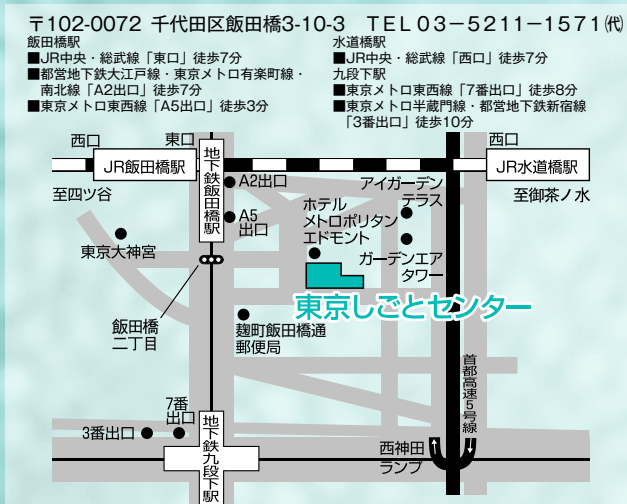 〒102-0072 千代田区飯田橋3-10-3 TEL03－5211－1571㈹
飯田橋駅
■JR中央・総武線「東口」徒歩7分
■都営地下鉄大江戸線・東京メトロ有楽町線・
南北線「A2出口」徒歩7分
■東京メトロ東西線「A5出口」徒歩3分
水道橋駅
■JR中央・総武線「西口」徒歩7分
九段下駅
■東京メトロ東西線「7番出口」徒歩8分
■東京メトロ半蔵門線・都営地下鉄新宿線
「3番出口」徒歩10分
西口
東口
JR飯田橋駅
地下鉄飯田橋駅
西口
JR水道橋駅
至四ツ谷
至御茶ノ水
A2出口
A5
出口
アイガーデン
テラス
ホテル
メトロポリタン
エドモント
ガーデンエア
タワー
東京大神宮
東京しごとセンター
飯田橋
二丁目
麹町飯田橋通
郵便局
首都高速5号線
7番
出口
3番出口
地下鉄九段下駅
西神田
ランプ